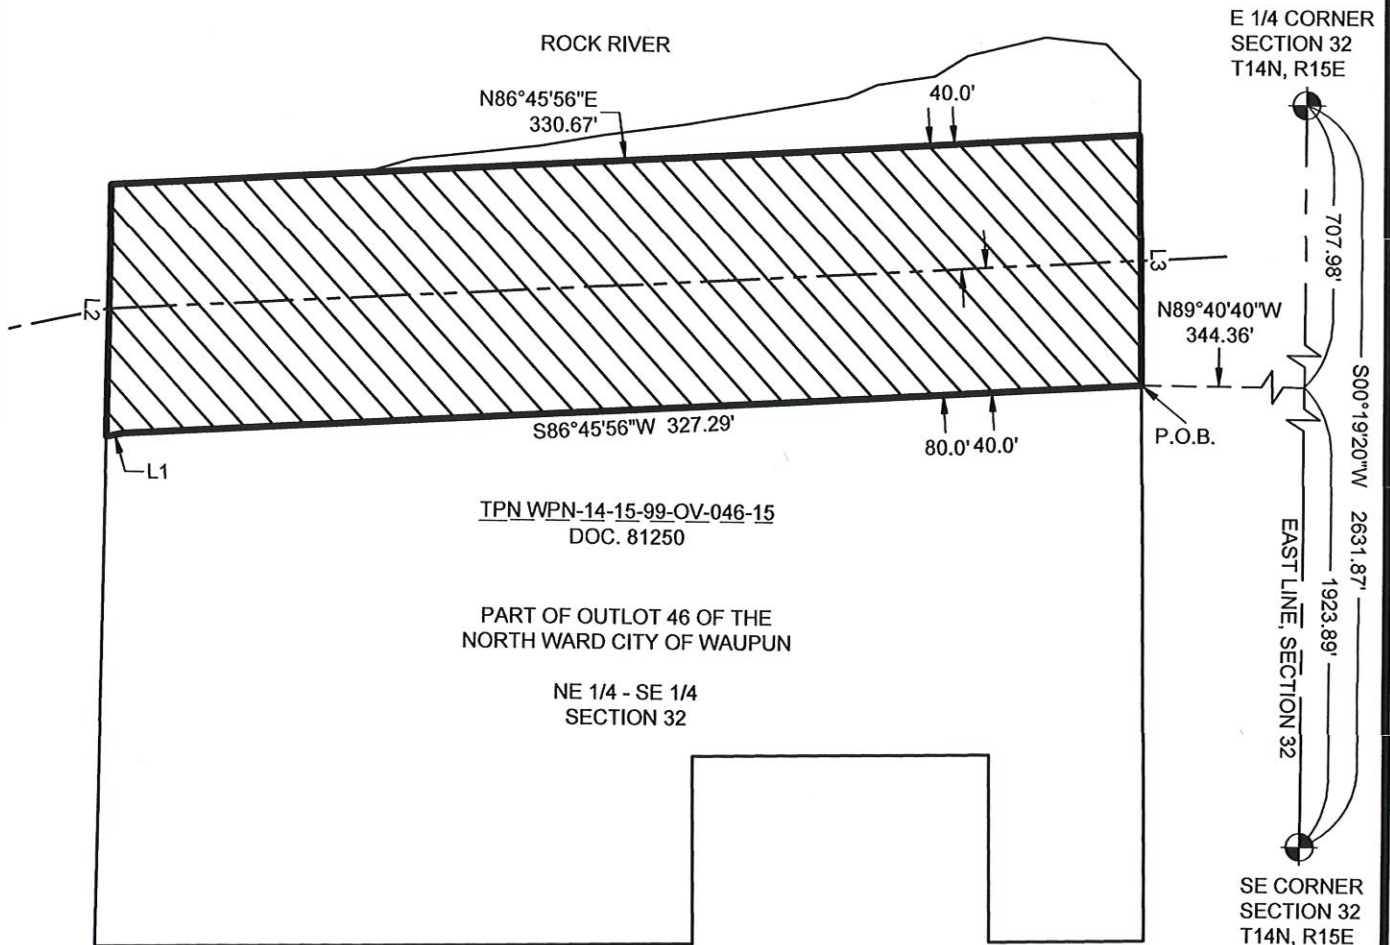 ROCK RIVER
E 1/4 CORNER
SECTION 32
T14N, R15E
N86°45'56"E
330.67'
40.0'
L3
L2
707.98'
N89°40'40"W
344.36'
S86°45'56"W 327.29'
80.0' 40.0'
P.O.B.
L1
S00°19'20"W 2631.87'
TPN WPN-14-15-99-OV-046-15
DOC. 81250
EAST LINE, SECTION 32
1923.89'
PART OF OUTLOT 46 OF THE
NORTH WARD CITY OF WAUPUN
NE 1/4 - SE 1/4
SECTION 32
SE CORNER
SECTION 32
T14N, R15E